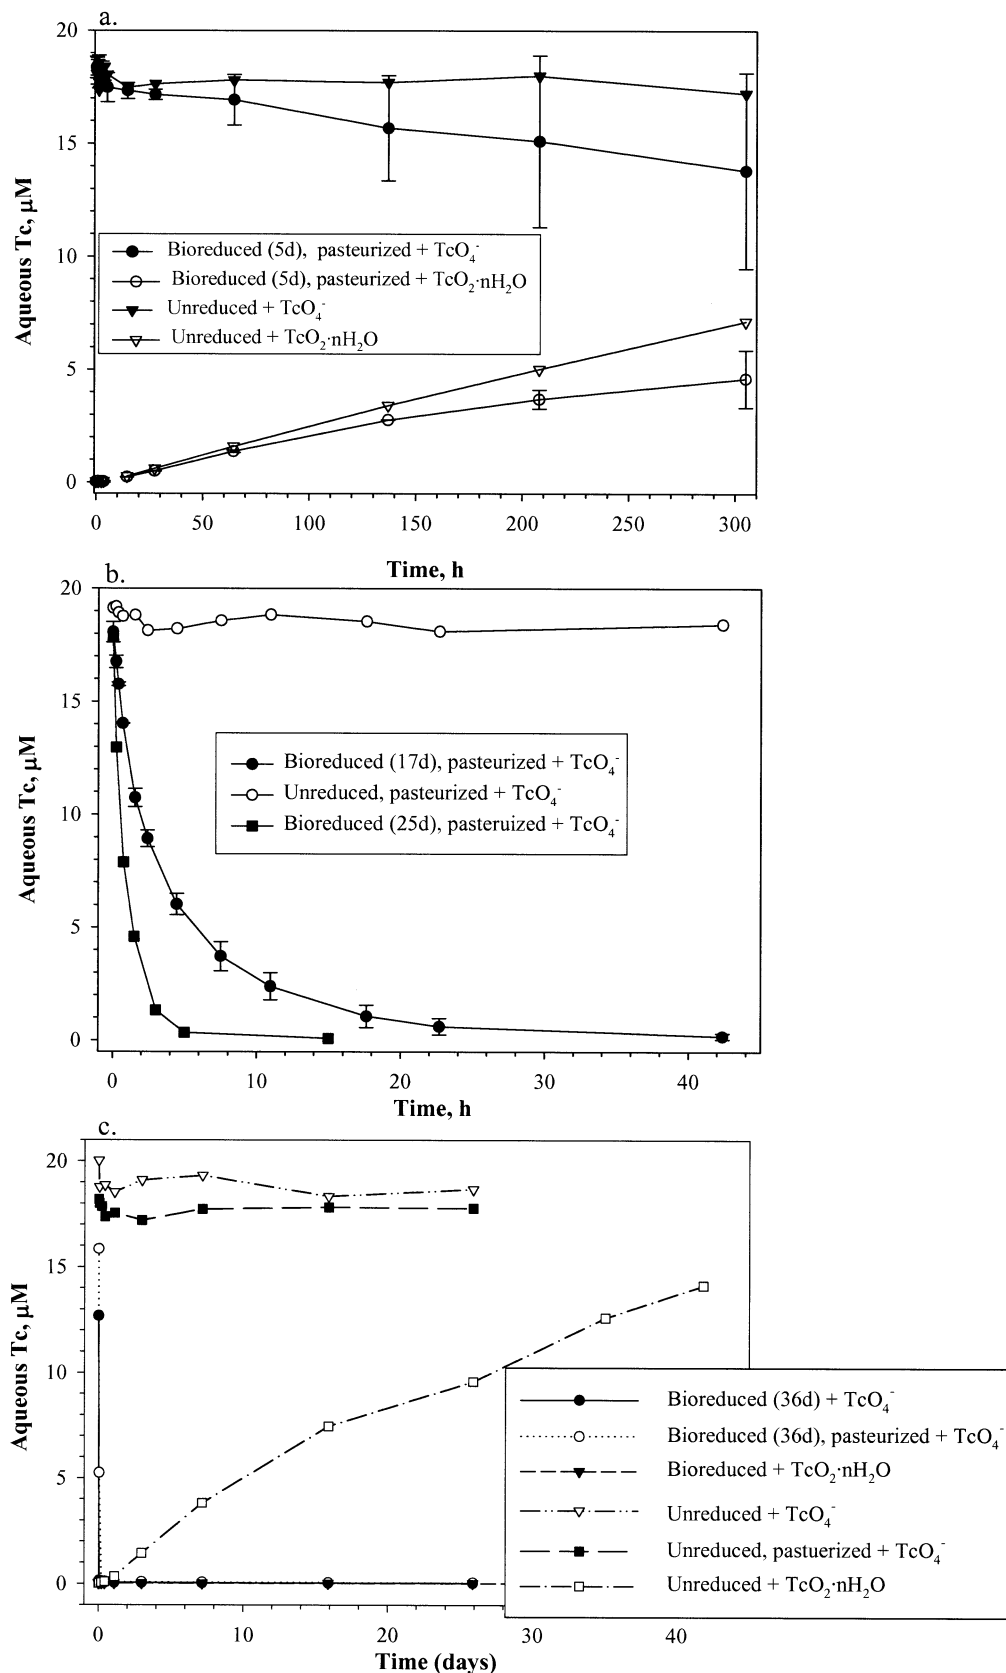 a.
20
15
10
5
0
Aqueous Tc, μM
Bioreduced (5d), pasteurized + TcO₄⁻
Bioreduced (5d), pasteurized + TcO₂·nH₂O
Unreduced + TcO₄⁻
Unreduced + TcO₂·nH₂O
0 50 100 150 200 250 300
Time, h
b.
20
15
10
5
0
Aqueous Tc, μM
Bioreduced (17d), pasteurized + TcO₄⁻
Unreduced, pasteurized + TcO₄⁻
Bioreduced (25d), pasteruized + TcO₄⁻
0 10 20 30 40
Time, h
c.
20
15
10
5
0
Aqueous Tc, μM
Bioreduced (36d) + TcO₄⁻
Bioreduced (36d), pasteurized + TcO₄⁻
Bioreduced + TcO₂·nH₂O
Unreduced + TcO₄⁻
Unreduced, pastuerized + TcO₄⁻
Unreduced + TcO₂·nH₂O
0 10 20 30 40
Time (days)